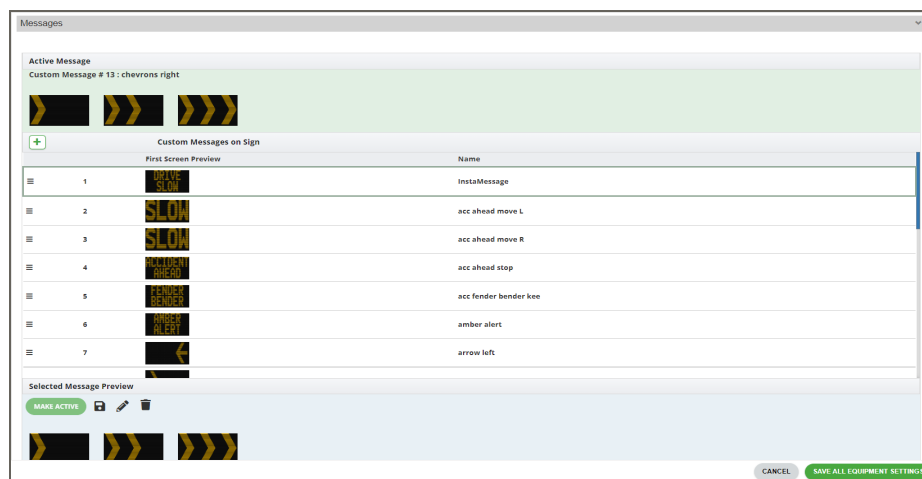 Messages
Active Message
Custom Message # 13 : chevrons right
+ Custom Messages on Sign
First Screen Preview Name
1 DRIVE SLOW InstaMessage
2 SLOW acc ahead move L
3 SLOW acc ahead move R
4 ACCIDENT AHEAD acc ahead stop
5 FENDER BENDER acc fender bender kee
6 AMBER ALERT amber alert
7 arrow left
Selected Message Preview
MAKE ACTIVE
CANCEL SAVE ALL EQUIPMENT SETTINGS